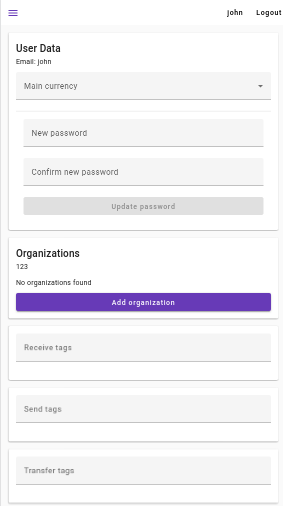 john Logout
User Data
Email: john
Main currency
New password
Confirm new password
Update password
Organizations
123
No organizations found
Add organization
Receive tags
Send tags
Transfer tags